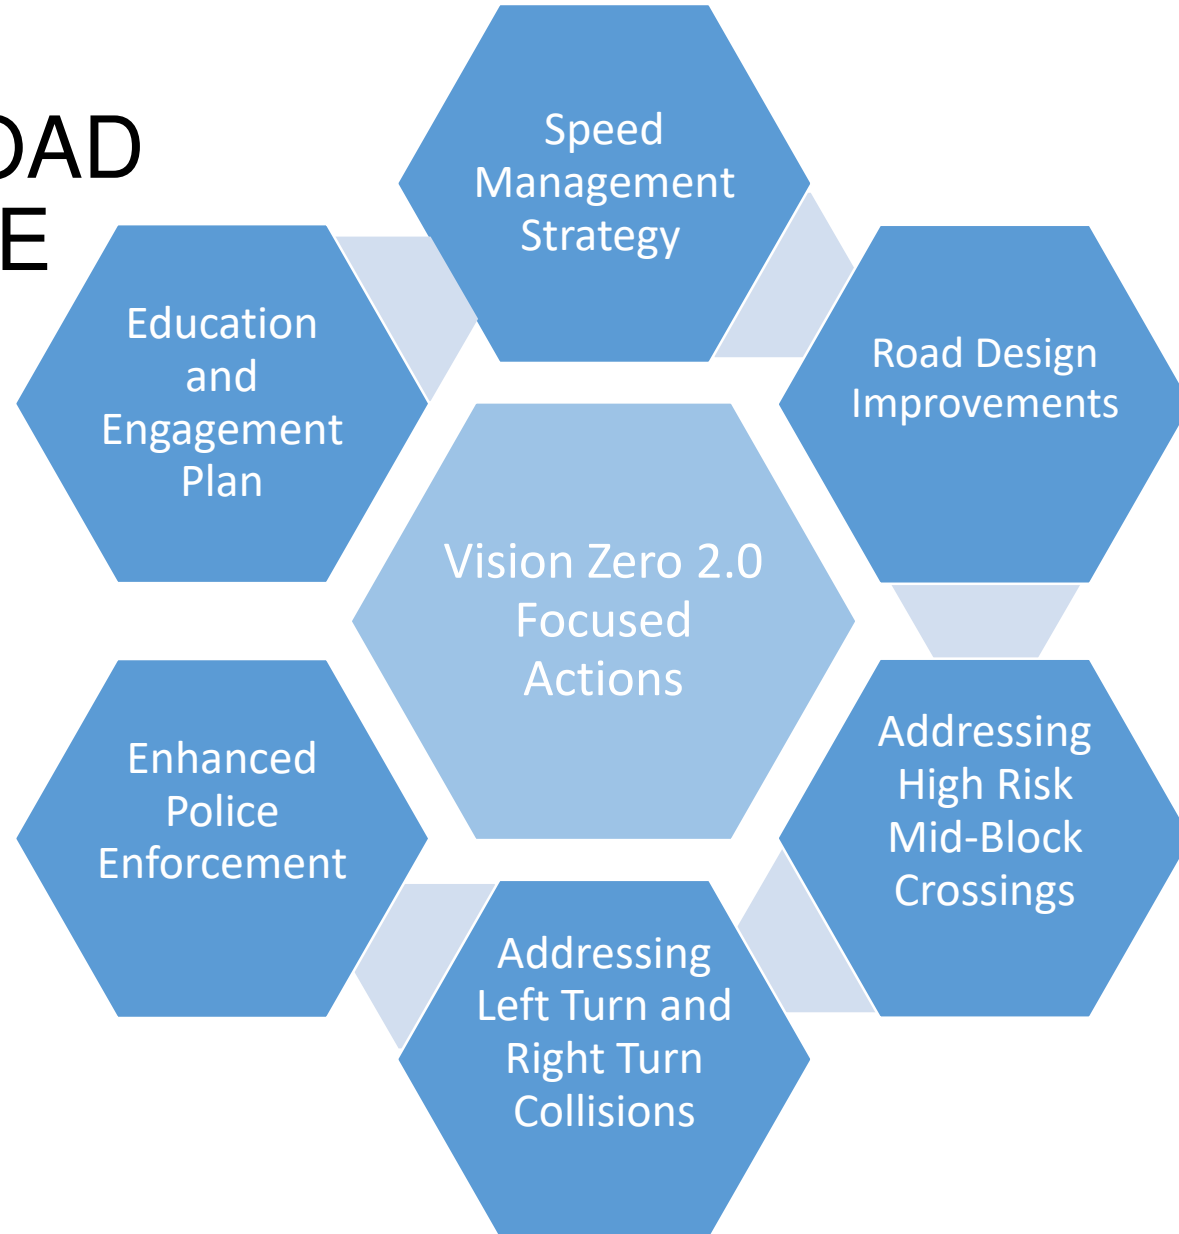 OAD
E
Speed
Management
Strategy
Road Design
Improvements
Addressing
High Risk
Mid-Block
Crossings
Addressing
Left Turn and
Right Turn
Collisions
Enhanced
Police
Enforcement
Education
and
Engagement
Plan
Vision Zero 2.0
Focused
Actions